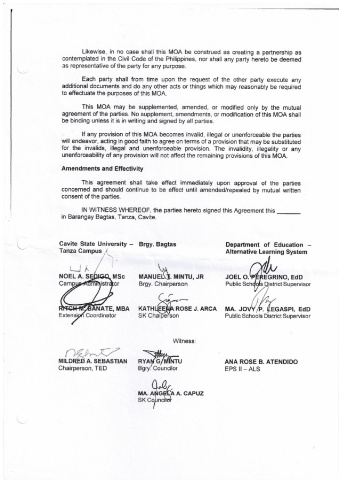 Likewise, in no case shall this MOA be construed as creating a partnership as
contemplated in the Civil Code of the Philippines, nor shall any party hereto be deemed
as representative of the party for any purpose.
Each party shall from time upon the request of the other party execute any
additional documents and do any other acts or things which may reasonably be required
to effectuate the purposes of this MOA.
This MOA may be supplemented, amended, or modified only by the mutual
agreement of the parties. No supplement, amendments, or modification of this MOA shall
be binding unless it is in writing and signed by all parties.
If any provision of this MOA becomes invalid, illegal or unenforceable the parties
will endeavor, acting in good faith to agree on terms of a provision that may be substituted
for the invalids, illegal and unenforceable provision. The invalidity, illegality or any
unenforceability of any provision will not affect the remaining provisions of this MOA.
Amendments and Effectivity
This agreement shall take effect immediately upon approval of the parties
concerned and should continue to be effect until amended/repealed by mutual written
consent of the parties.
IN WITNESS WHEREOF, the parties hereto signed this Agreement this ______
in Barangay Bagtas, Tanza, Cavite.
Cavite State University – Brgy. Bagtas Department of Education –
Tanza Campus Alternative Learning System
NOEL A. MSc MANUEL T. MINTU, JR JOEL O. PEREGRINO, EdD
Campus Administrator Brgy. Chairperson Public Schools District Supervisor
BANATE, MBA KATHLEENA ROSE J. ARCA MA. JOVY P. LEGASPI, EdD
Extension Coordinator SK Chairperson Public Schools District Supervisor
Witness:
MILDRED A. SEBASTIAN RYAN G. MINTU ANA ROSE B. ATENDIDO
Chairperson, TED Bgry. Councilor EPS II – ALS
MA. ANGELA A. CAPUZ
SK Councilor